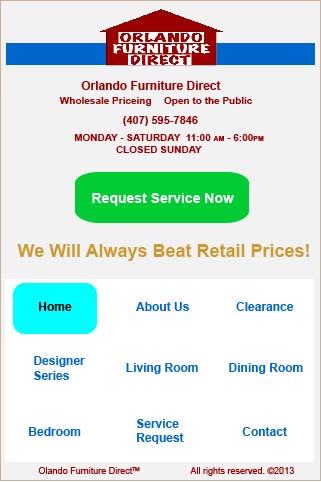 ORLANDO
FURNITURE
DIRECT
Orlando Furniture Direct
Wholesale Priceing Open to the Public
(407) 595-7846
MONDAY - SATURDAY 11:00 AM - 6:00PM
CLOSED SUNDAY
Request Service Now
We Will Always Beat Retail Prices!
Home About Us Clearance
Designer
Series
Living Room Dining Room
Bedroom
Service
Request
Contact
Orlando Furniture Direct™ All rights reserved. ©2013